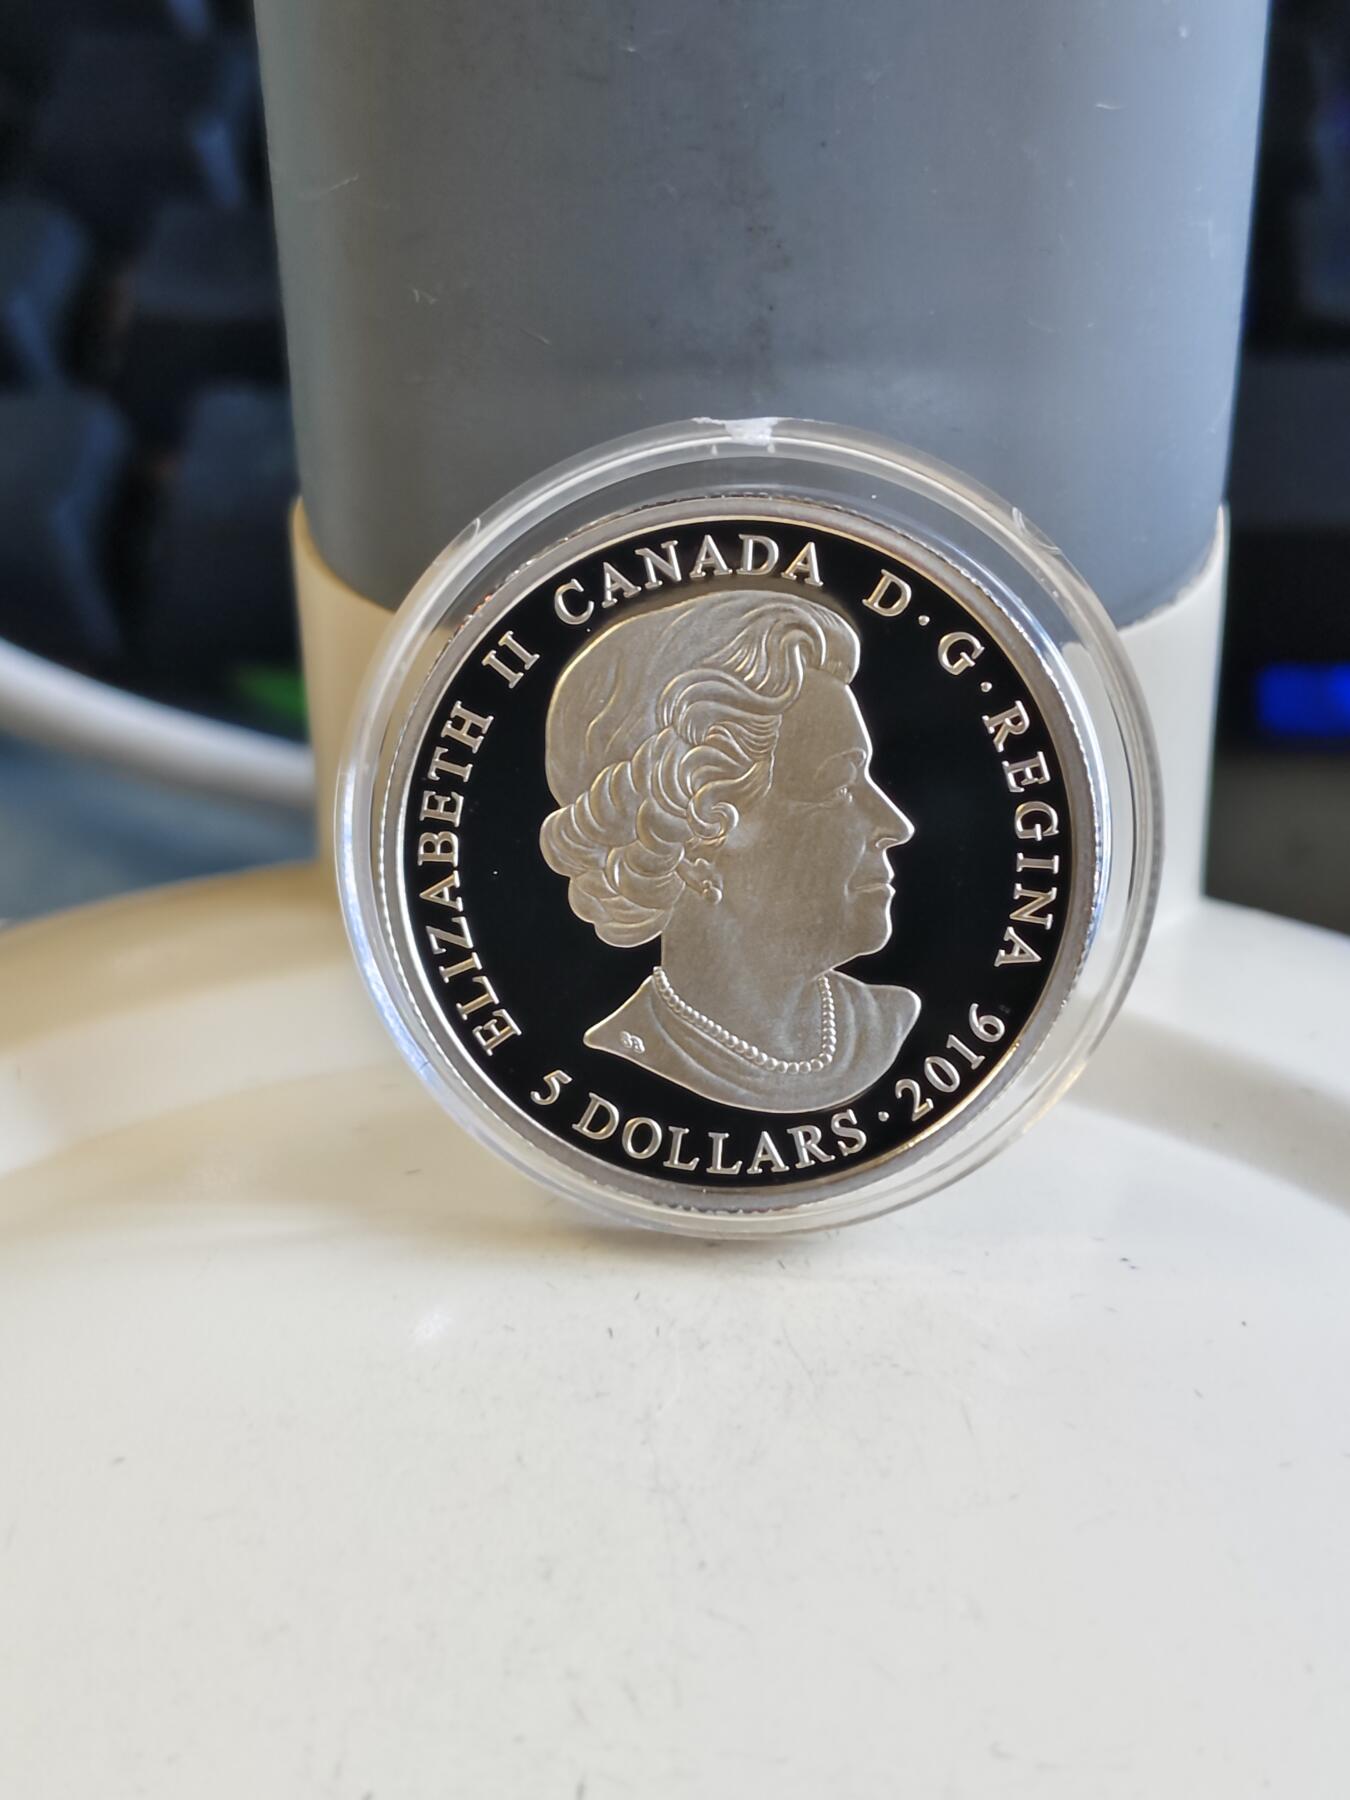 ELIZABETH II CANADA D·G·REGINA
5 DOLLARS·2016
SB